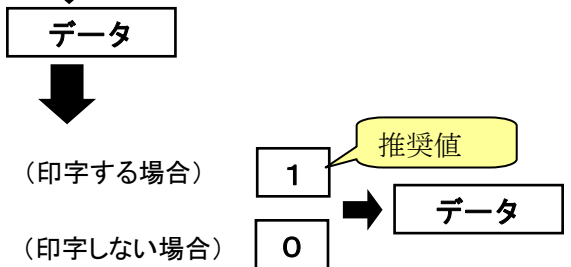 データ
推奨値
（印字する場合）
１
データ
（印字しない場合）
０